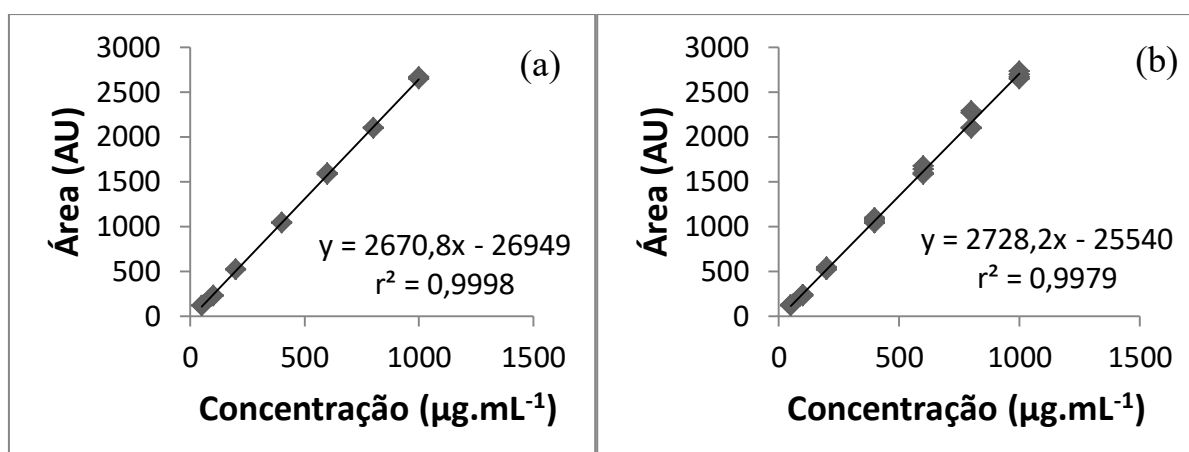 (a)
Área (AU)
3000
2500
2000
1500
1000
500
0
y = 2670,8x - 26949
r² = 0,9998
0 500 1000 1500
Concentração (µg.mL⁻¹)
(b)
Área (AU)
3000
2500
2000
1500
1000
500
0
y = 2728,2x - 25540
r² = 0,9979
0 500 1000 1500
Concentração (µg.mL⁻¹)